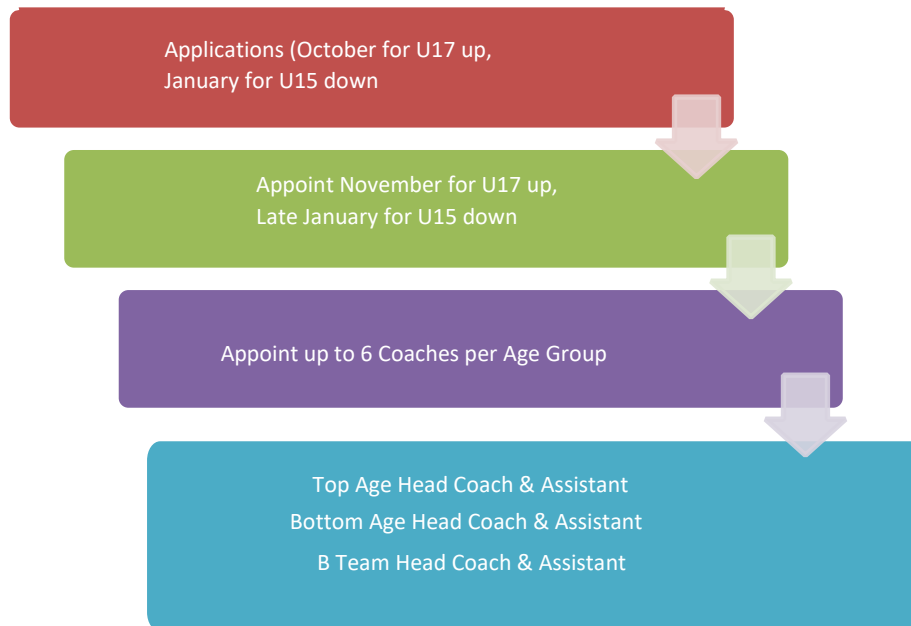 Applications (October for U17 up,
January for U15 down
Appoint November for U17 up,
Late January for U15 down
Appoint up to 6 Coaches per Age Group
Top Age Head Coach & Assistant
Bottom Age Head Coach & Assistant
B Team Head Coach & Assistant